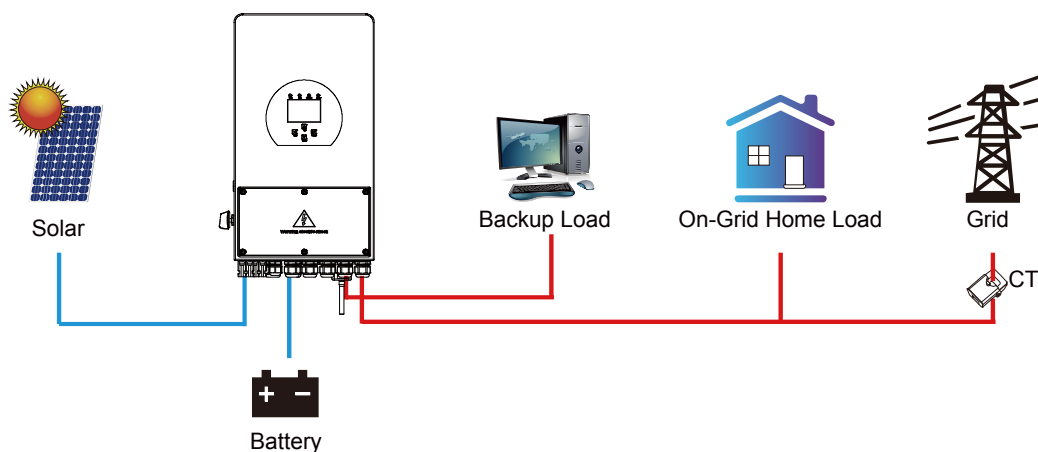 Solar
Backup Load
On-Grid Home Load
Grid
CT
Battery